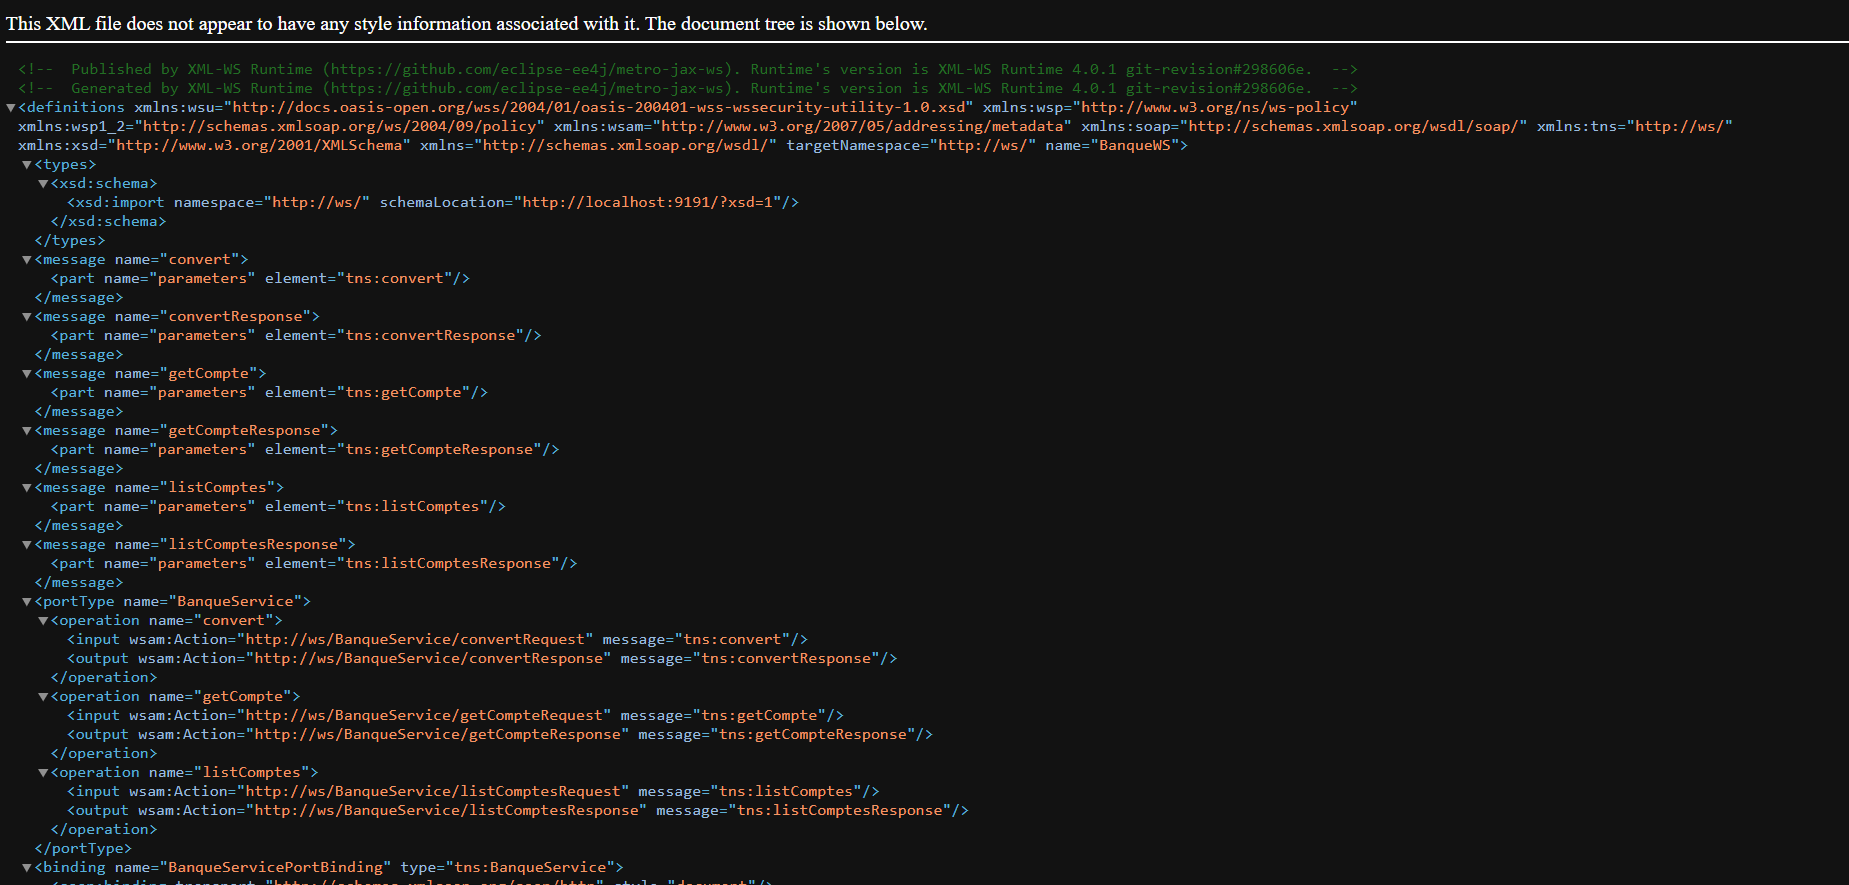 This XML file does not appear to have any style information associated with it. The document tree is shown below.
<!--  Published by XML-WS Runtime (https://github.com/eclipse-ee4j/metro-jax-ws). Runtime's version is XML-WS Runtime 4.0.1 git-revision#298606e.  -->
<!--  Generated by XML-WS Runtime (https://github.com/eclipse-ee4j/metro-jax-ws). Runtime's version is XML-WS Runtime 4.0.1 git-revision#298606e.  -->
▼<definitions xmlns:wsu="http://docs.oasis-open.org/wss/2004/01/oasis-200401-wss-wssecurity-utility-1.0.xsd" xmlns:wsp="http://www.w3.org/ns/ws-policy"
xmlns:wsp1_2="http://schemas.xmlsoap.org/ws/2004/09/policy" xmlns:wsam="http://www.w3.org/2007/05/addressing/metadata" xmlns:soap="http://schemas.xmlsoap.org/wsdl/soap/" xmlns:tns="http://ws/"
xmlns:xsd="http://www.w3.org/2001/XMLSchema" xmlns="http://schemas.xmlsoap.org/wsdl/" targetNamespace="http://ws/" name="BanqueWS">
▼<types>
▼<xsd:schema>
<xsd:import namespace="http://ws/" schemaLocation="http://localhost:9191/?xsd=1"/>
</xsd:schema>
</types>
▼<message name="convert">
<part name="parameters" element="tns:convert"/>
</message>
▼<message name="convertResponse">
<part name="parameters" element="tns:convertResponse"/>
</message>
▼<message name="getCompte">
<part name="parameters" element="tns:getCompte"/>
</message>
▼<message name="getCompteResponse">
<part name="parameters" element="tns:getCompteResponse"/>
</message>
▼<message name="listComptes">
<part name="parameters" element="tns:listComptes"/>
</message>
▼<message name="listComptesResponse">
<part name="parameters" element="tns:listComptesResponse"/>
</message>
▼<portType name="BanqueService">
▼<operation name="convert">
<input wsam:Action="http://ws/BanqueService/convertRequest" message="tns:convert"/>
<output wsam:Action="http://ws/BanqueService/convertResponse" message="tns:convertResponse"/>
</operation>
▼<operation name="getCompte">
<input wsam:Action="http://ws/BanqueService/getCompteRequest" message="tns:getCompte"/>
<output wsam:Action="http://ws/BanqueService/getCompteResponse" message="tns:getCompteResponse"/>
</operation>
▼<operation name="listComptes">
<input wsam:Action="http://ws/BanqueService/listComptesRequest" message="tns:listComptes"/>
<output wsam:Action="http://ws/BanqueService/listComptesResponse" message="tns:listComptesResponse"/>
</operation>
</portType>
▼<binding name="BanqueServicePortBinding" type="tns:BanqueService">